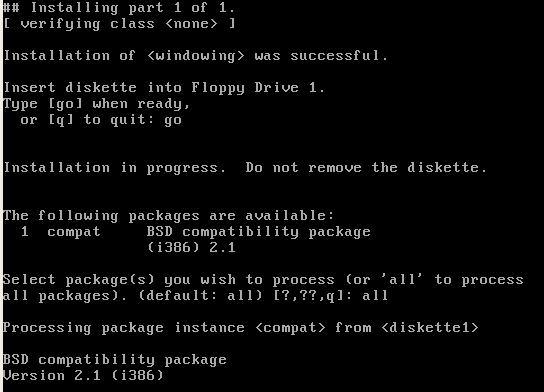 ## Installing part 1 of 1.
[ verifying class <none> ]
Installation of <windowing> was successful.
Insert diskette into Floppy Drive 1.
Type [go] when ready,
or [q] to quit: go
Installation in progress.  Do not remove the diskette.
The following packages are available:
1  compat     BSD compatibility package
(i386) 2.1
Select package(s) you wish to process (or 'all' to process
all packages). (default: all) [?,??,q]: all
Processing package instance <compat> from <diskette1>
BSD compatibility package
Version 2.1 (i386)